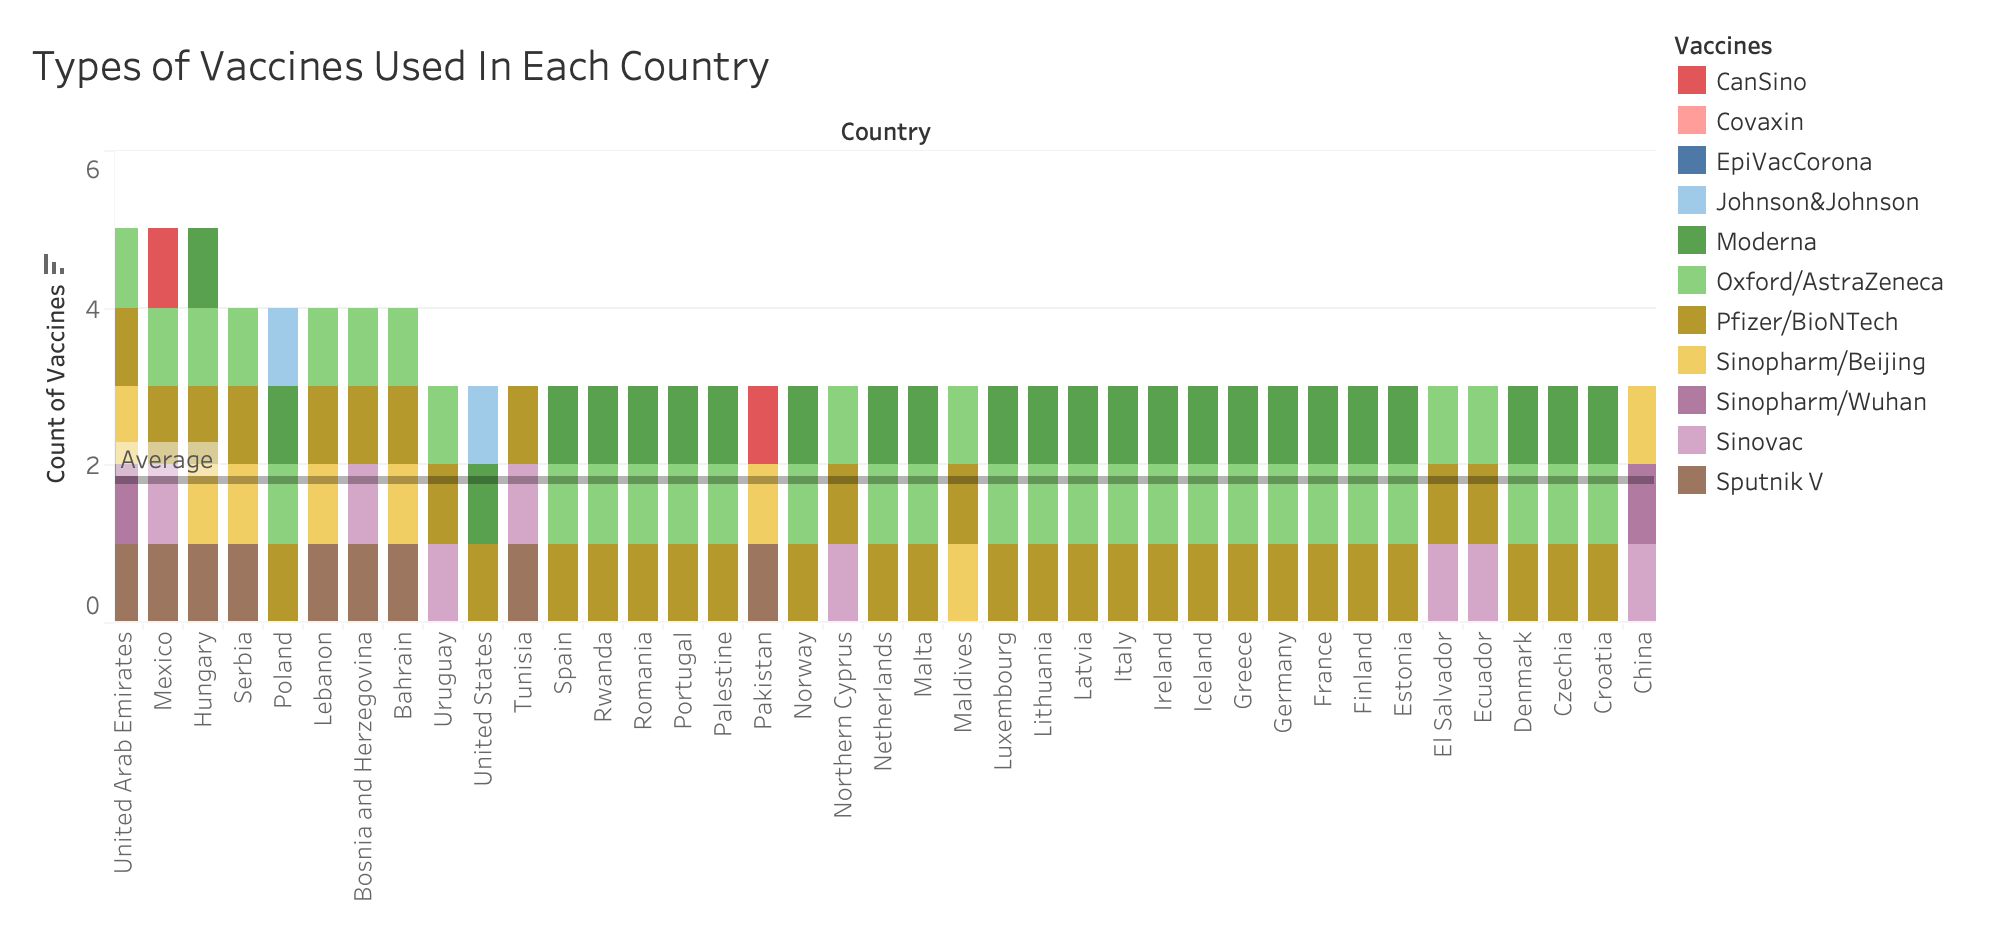 Types of Vaccines Used In Each Country
Country
6
4
2
0
Count of Vaccines
Average
United Arab Emirates
Mexico
Hungary
Serbia
Poland
Lebanon
Bosnia and Herzegovina
Bahrain
Uruguay
United States
Tunisia
Spain
Rwanda
Romania
Portugal
Palestine
Pakistan
Norway
Northern Cyprus
Netherlands
Malta
Maldives
Luxembourg
Lithuania
Latvia
Italy
Ireland
Iceland
Greece
Germany
France
Finland
Estonia
El Salvador
Ecuador
Denmark
Czechia
Croatia
China
Vaccines
CanSino
Covaxin
EpiVacCorona
Johnson&Johnson
Moderna
Oxford/AstraZeneca
Pfizer/BioNTech
Sinopharm/Beijing
Sinopharm/Wuhan
Sinovac
Sputnik V